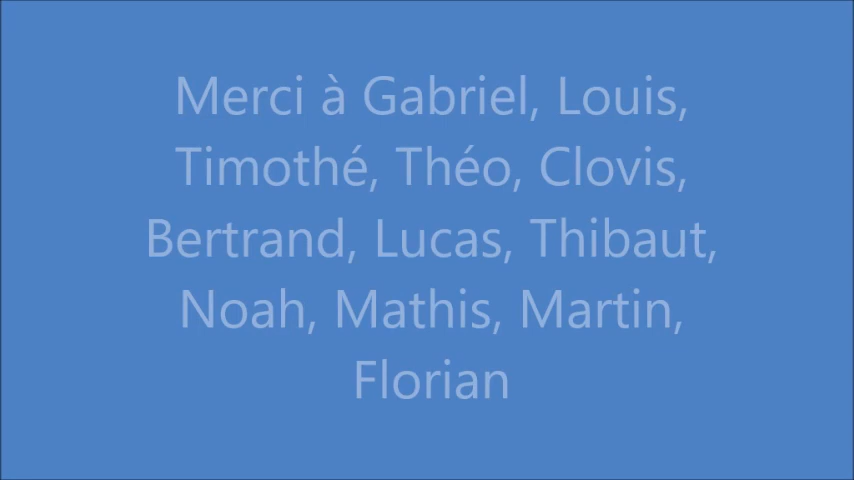 Merci à Gabriel, Louis,
Timothé, Théo, Clovis,
Bertrand, Lucas, Thibaut,
Noah, Mathis, Martin,
Florian